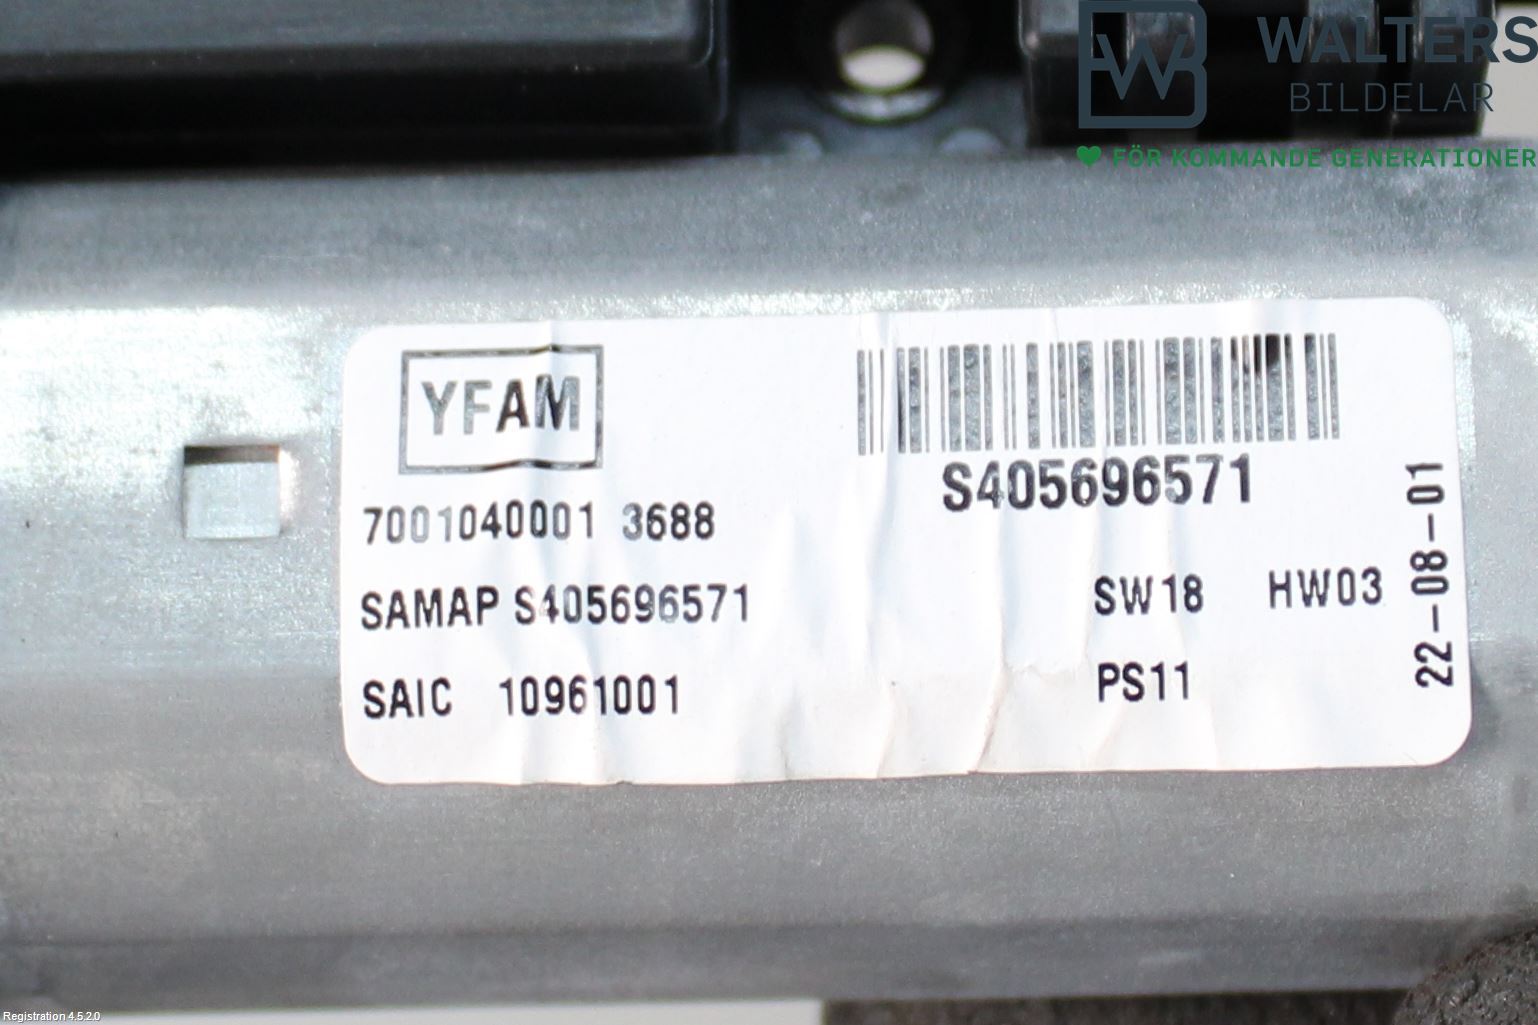 WALTERS
BILDELAR
FÖR KOMMANDE GENERATIONER
YFAM
S405696571
7001040001 3688
SAMAP S405696571
SW18 HW03
SAIC 10961001
PS11
22-08-01
Registration 4.5.2.0